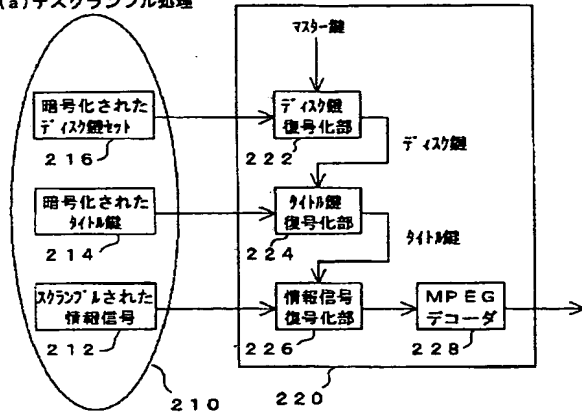 (a)デスクランブル処理
マスター鍵
暗号化された
ディスク鍵セット
216
ディスク鍵
復号化部
222
ディスク鍵
暗号化された
タイトル鍵
214
タイトル鍵
復号化部
224
タイトル鍵
スクランブルされた
情報信号
212
情報信号
復号化部
226
MPEG
デコーダ
228
210
220